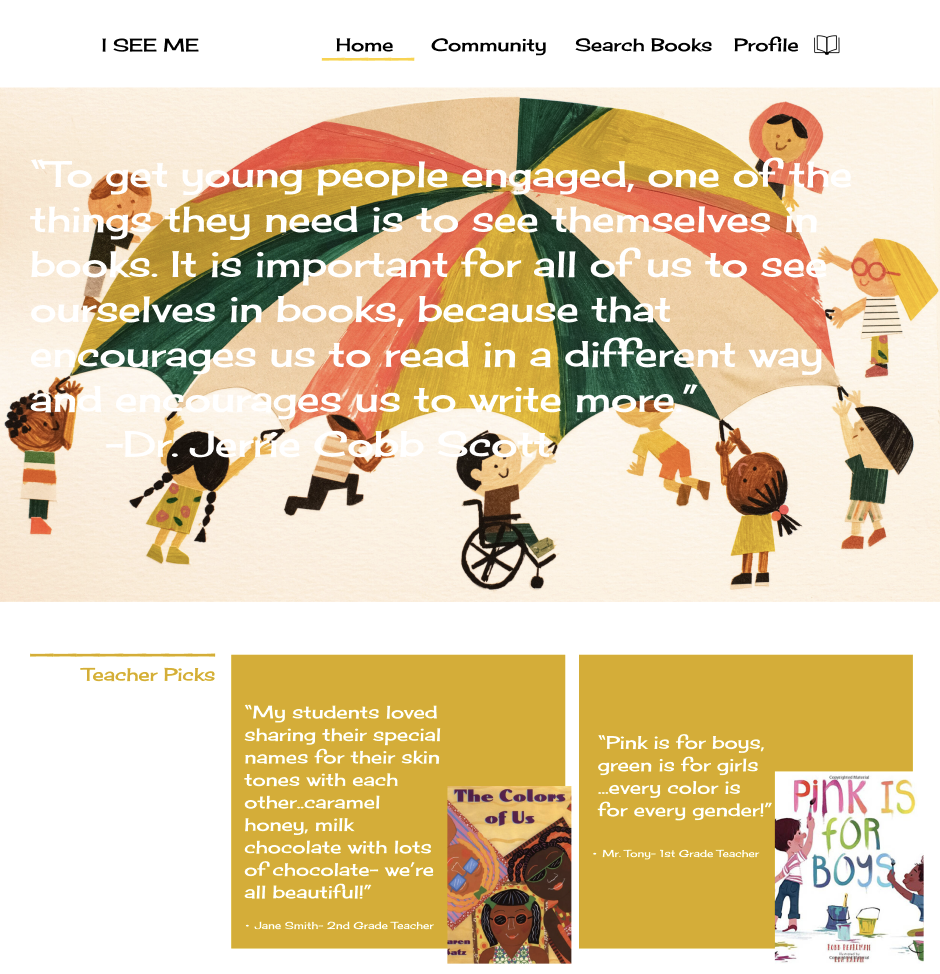 I SEE ME
Home Community Search Books Profile
“To get young people engaged, one of the
things they need is to see themselves in
books. It is important for all of us to see
ourselves in books, because that
encourages us to read in a different way
and encourages us to write more.”
-Dr. Jerrie Cobb Scott
Teacher Picks
“My students loved
sharing their special
names for their skin
tones with each
other..caramel
honey, milk
chocolate with lots
of chocolate- we’re
all beautiful!”
- Jane Smith- 2nd Grade Teacher
The Colors
of Us
“Pink is for boys,
green is for girls
...every color is
for every gender!”
- Mr. Tony- 1st Grade Teacher
Copyrighted Material
PINK IS
FOR
BOYS